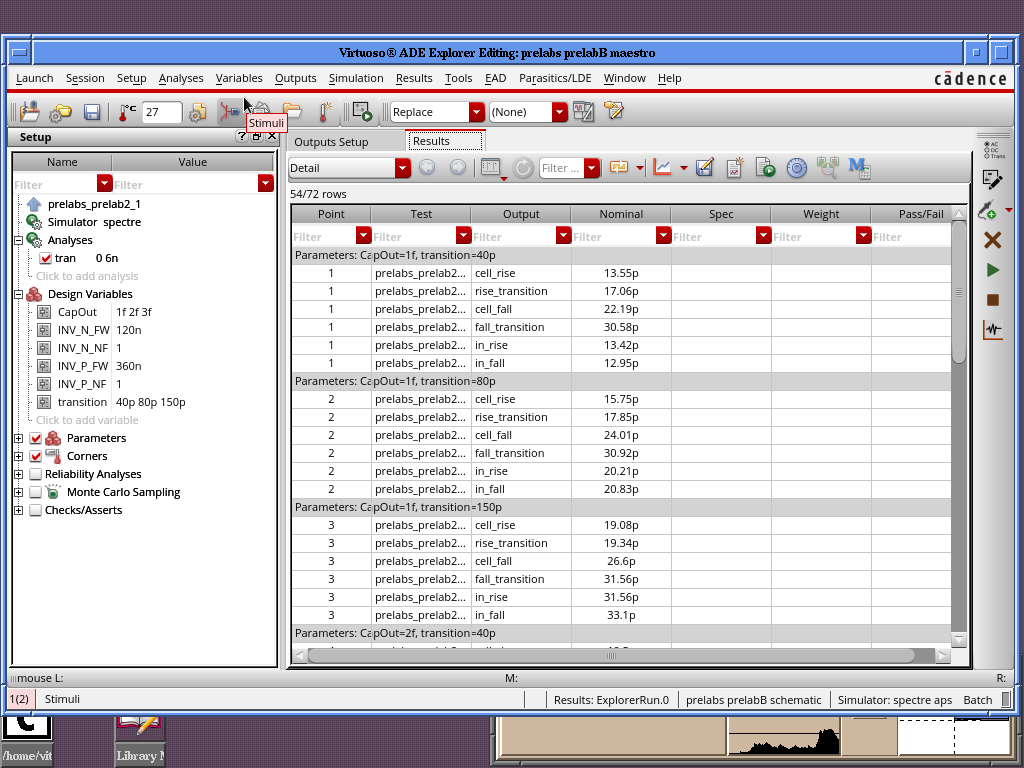 Virtuoso® ADE Explorer Editing: prelabs prelabB maestro
Launch Session Setup Analyses Variables Outputs Simulation Results Tools EAD Parasitics/LDE Window Help cādence
°C 27 Replace (None)
Stimuli
Setup ? Outputs Setup Results
Name Value
Filter Filter
prelabs_prelab2_1
Simulator spectre
Analyses
tran 0 6n
Click to add analysis
Design Variables
CapOut 1f 2f 3f
INV_N_FW 120n
INV_N_NF 1
INV_P_FW 360n
INV_P_NF 1
transition 40p 80p 150p
Click to add variable
Parameters
Corners
Reliability Analyses
Monte Carlo Sampling
Checks/Asserts
Detail Filter ...
54/72 rows
Point Test Output Nominal Spec Weight Pass/Fail
Filter Filter Filter Filter Filter Filter Filter
Parameters: CapOut=1f, transition=40p
1 prelabs_prelab2... cell_rise 13.55p
1 prelabs_prelab2... rise_transition 17.06p
1 prelabs_prelab2... cell_fall 22.19p
1 prelabs_prelab2... fall_transition 30.58p
1 prelabs_prelab2... in_rise 13.42p
1 prelabs_prelab2... in_fall 12.95p
Parameters: CapOut=1f, transition=80p
2 prelabs_prelab2... cell_rise 15.75p
2 prelabs_prelab2... rise_transition 17.85p
2 prelabs_prelab2... cell_fall 24.01p
2 prelabs_prelab2... fall_transition 30.92p
2 prelabs_prelab2... in_rise 20.21p
2 prelabs_prelab2... in_fall 20.83p
Parameters: CapOut=1f, transition=150p
3 prelabs_prelab2... cell_rise 19.08p
3 prelabs_prelab2... rise_transition 19.34p
3 prelabs_prelab2... cell_fall 26.6p
3 prelabs_prelab2... fall_transition 31.56p
3 prelabs_prelab2... in_rise 31.56p
3 prelabs_prelab2... in_fall 33.1p
Parameters: CapOut=2f, transition=40p
AC
DC
Trans
mouse L: M: R:
1(2) Stimuli Results: ExplorerRun.0 prelabs prelabB schematic Simulator: spectre aps Batch
/home/vit Library